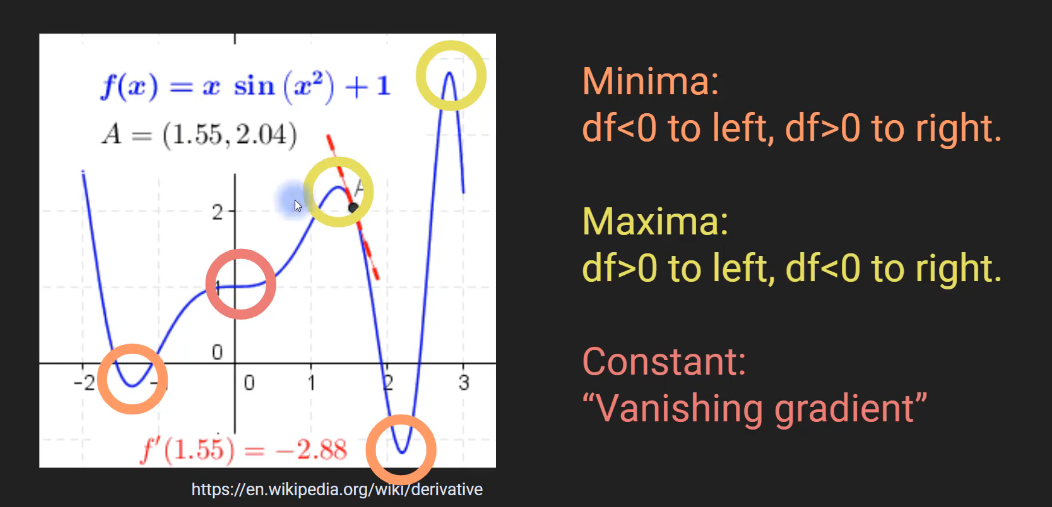 f(x) = x sin (x²) + 1
A = (1.55, 2.04)
A
2
1
0
-2 -1 0 1 2 3
f′(1.55) = −2.88
https://en.wikipedia.org/wiki/derivative
Minima:
df<0 to left, df>0 to right.
Maxima:
df>0 to left, df<0 to right.
Constant:
“Vanishing gradient”